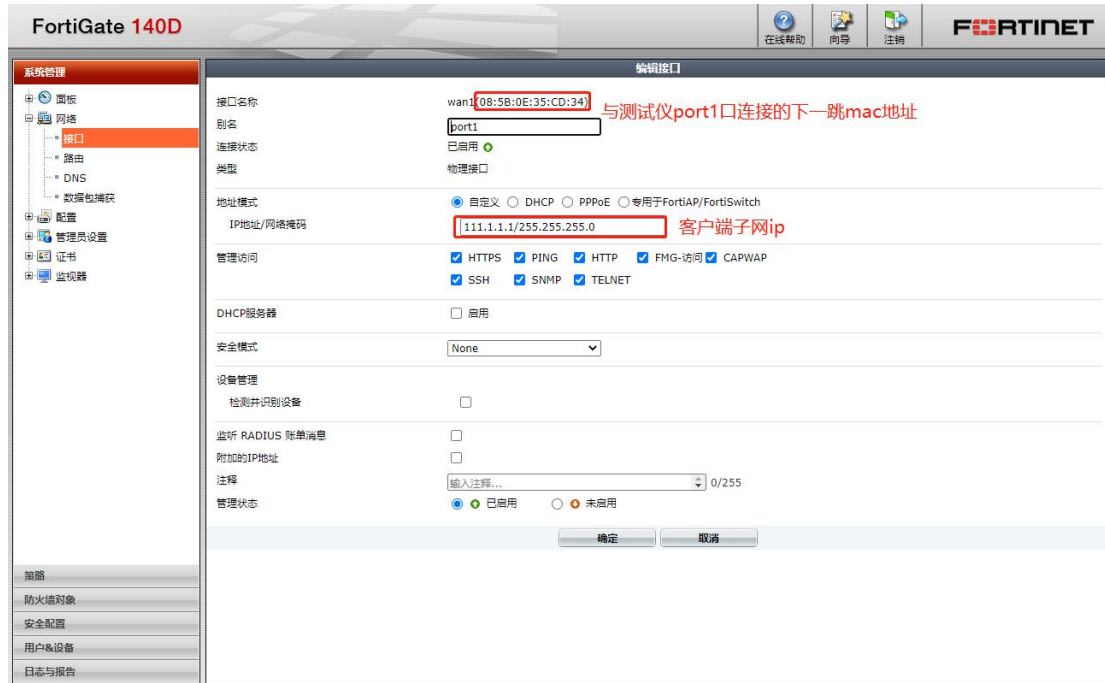 FortiGate 140D
在线帮助
向导
注销
FORTINET
系统管理
编辑接口
面板
网络
接口
路由
DNS
数据包捕获
配置
管理员设置
证书
监视器
接口名称 wan1(08:5B:0E:35:CD:34)
与测试仪port1口连接的下一跳mac地址
别名 port1
连接状态 已启用
类型 物理接口
地址模式 自定义 DHCP PPPoE 专用于FortiAP/FortiSwitch
IP地址/网络掩码 111.1.1.1/255.255.255.0 客户端子网ip
管理访问 HTTPS PING HTTP FMG-访问 CAPWAP
SSH SNMP TELNET
DHCP服务器 启用
安全模式 None
设备管理
检测并识别设备
监听 RADIUS 账单消息
附加的IP地址
注释 输入注释... 0/255
管理状态 已启用 未启用
确定 取消
策略
防火墙对象
安全配置
用户&设备
日志与报告